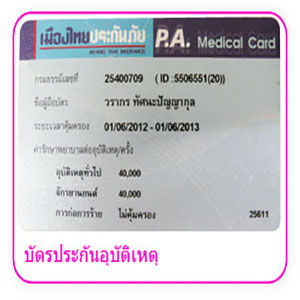 เมืองไทยประกันภัย P.A. Medical Card
MUANG THAI INSURANCE
กรมธรรม์เลขที่ 25400709 ( ID :5506551(20))
ชื่อผู้ถือบัตร วรากร ทัศนะปัญญากุล
ระยะเวลาคุ้มครอง 01/06/2012 - 01/06/2013
ค่ารักษาพยาบาลต่ออุบัติเหตุ/ครั้ง
อุบัติเหตุทั่วไป 40,000
จักรยานยนต์ 40,000
การก่อการร้าย ไม่คุ้มครอง 25611
บัตรประกันอุบัติเหตุ